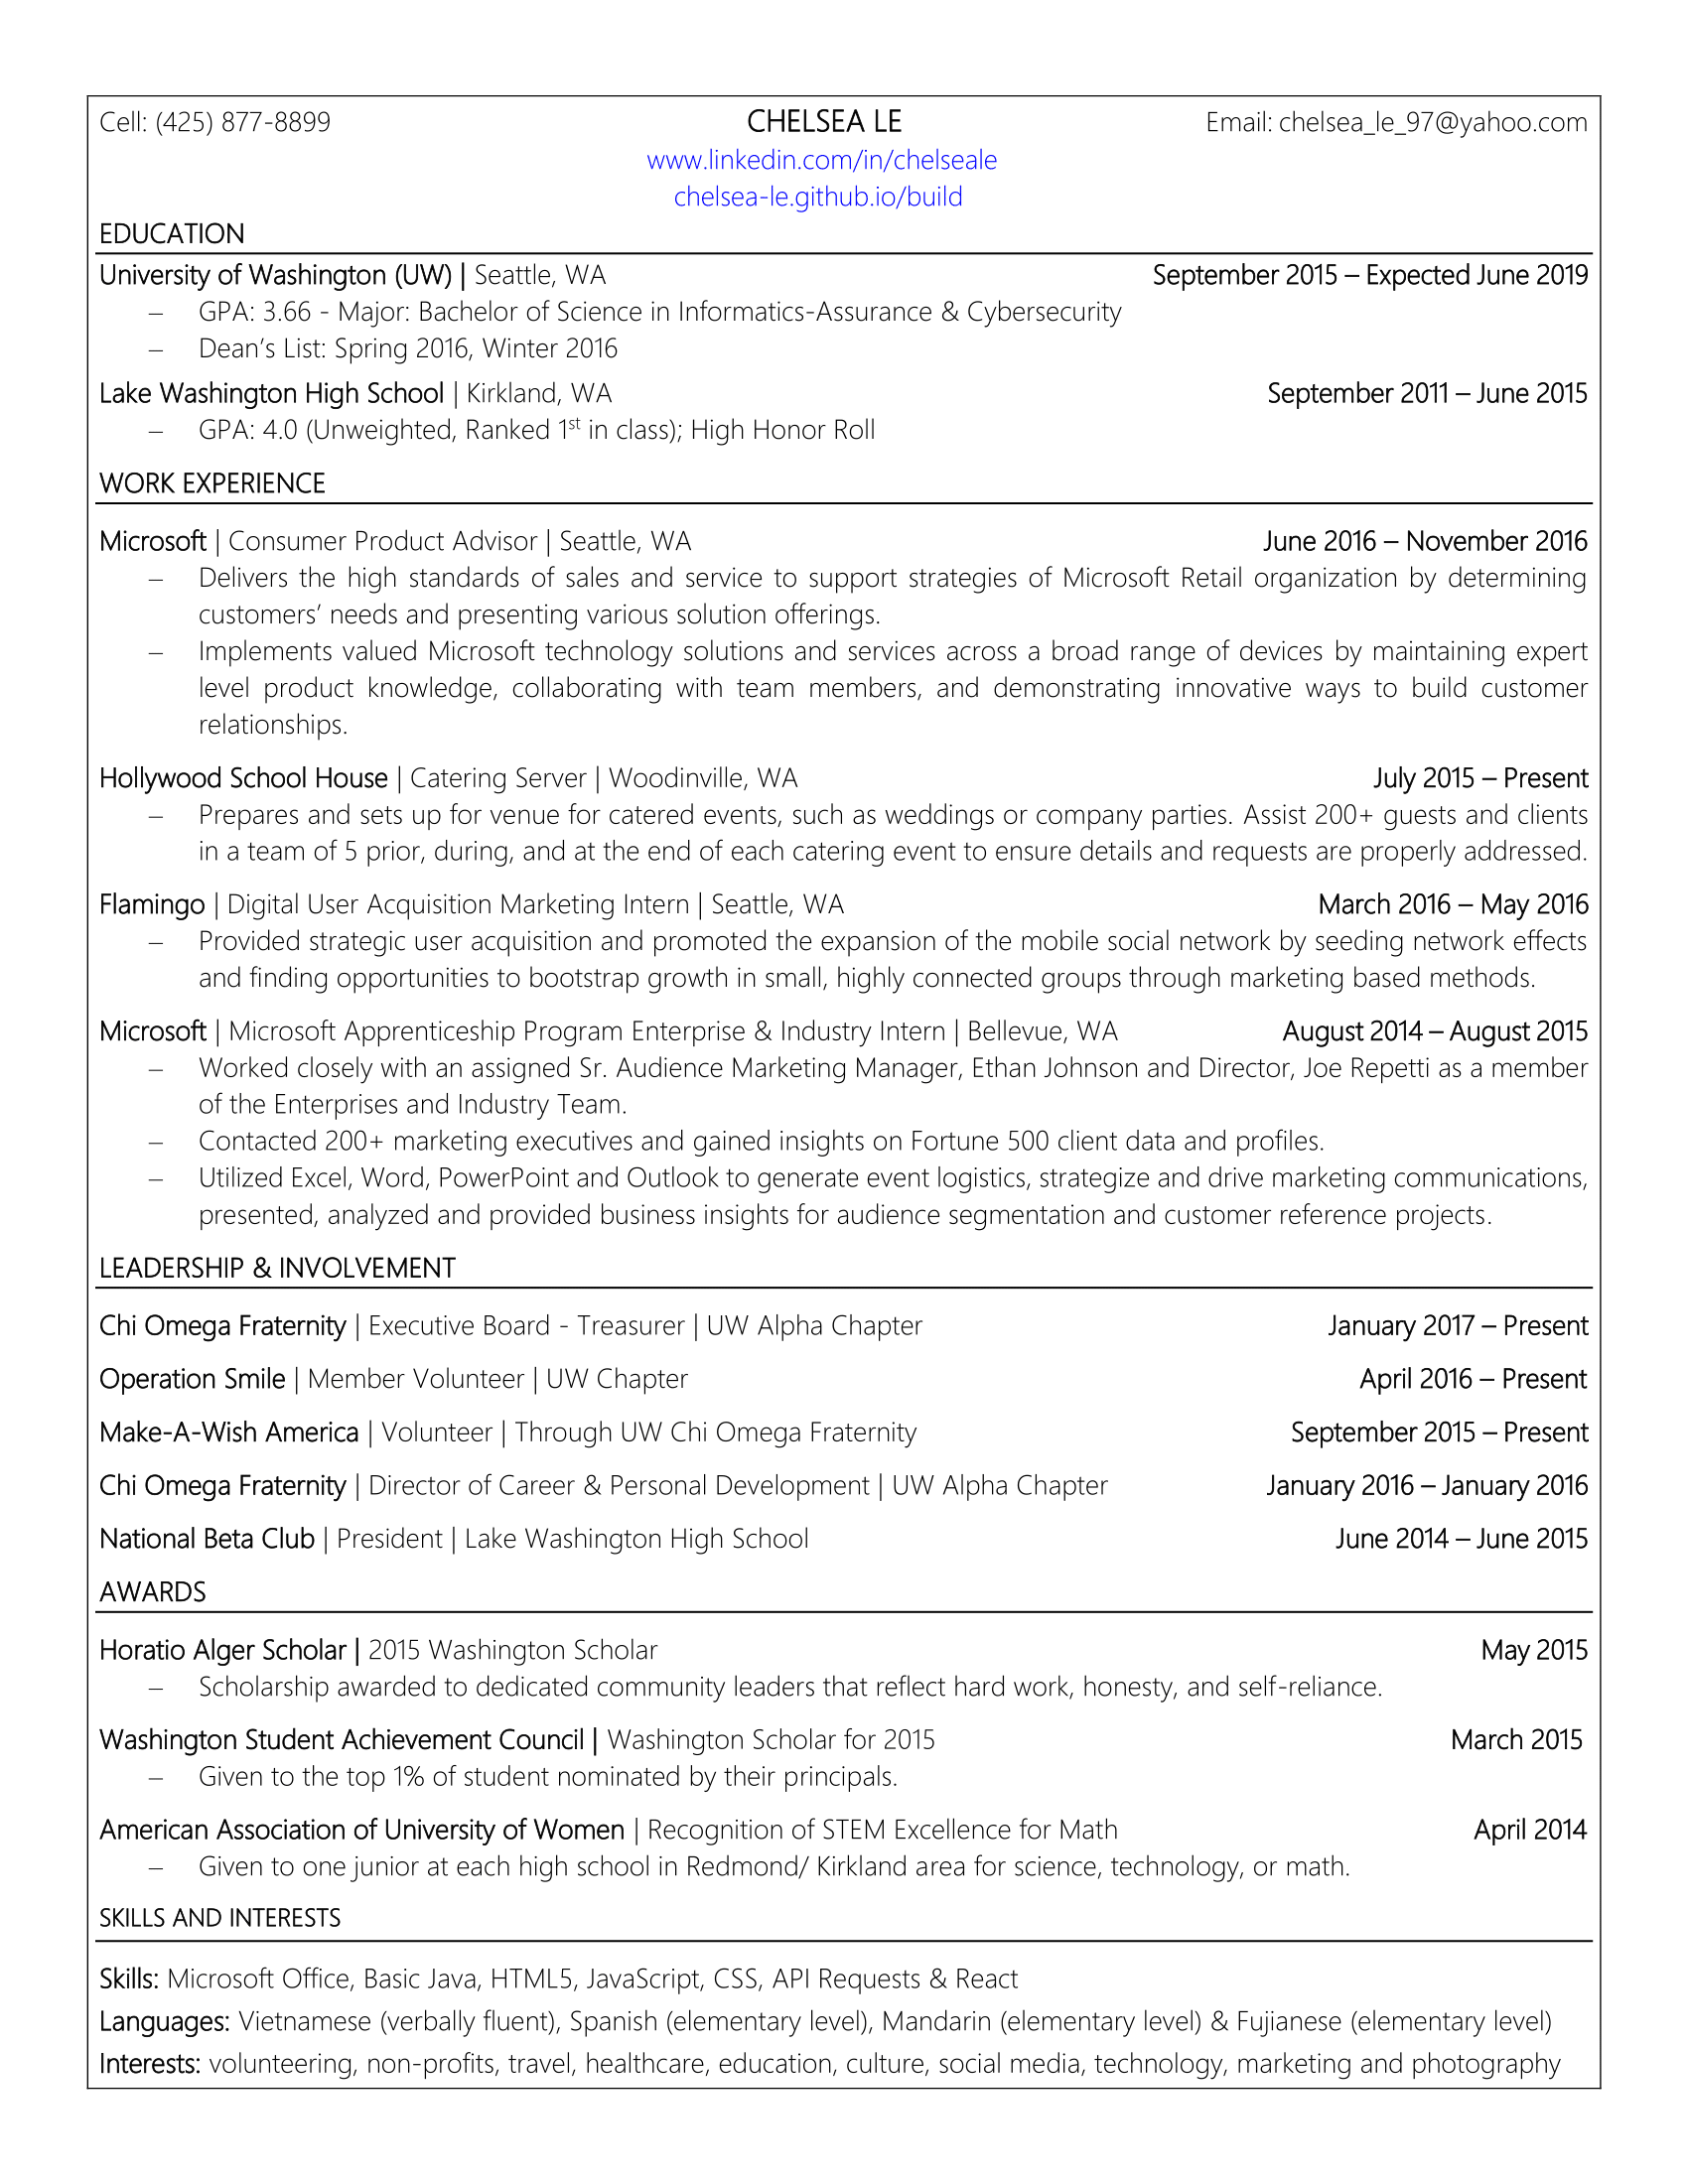 Cell: (425) 877-8899 CHELSEA LE Email: chelsea_le_97@yahoo.com
www.linkedin.com/in/chelseale
chelsea-le.github.io/build
EDUCATION
University of Washington (UW) | Seattle, WA September 2015 – Expected June 2019
– GPA: 3.66 - Major: Bachelor of Science in Informatics-Assurance & Cybersecurity
– Dean’s List: Spring 2016, Winter 2016
Lake Washington High School | Kirkland, WA September 2011 – June 2015
– GPA: 4.0 (Unweighted, Ranked 1st in class); High Honor Roll
WORK EXPERIENCE
Microsoft | Consumer Product Advisor | Seattle, WA June 2016 – November 2016
– Delivers the high standards of sales and service to support strategies of Microsoft Retail organization by determining
customers’ needs and presenting various solution offerings.
– Implements valued Microsoft technology solutions and services across a broad range of devices by maintaining expert
level product knowledge, collaborating with team members, and demonstrating innovative ways to build customer
relationships.
Hollywood School House | Catering Server | Woodinville, WA July 2015 – Present
– Prepares and sets up for venue for catered events, such as weddings or company parties. Assist 200+ guests and clients
in a team of 5 prior, during, and at the end of each catering event to ensure details and requests are properly addressed.
Flamingo | Digital User Acquisition Marketing Intern | Seattle, WA March 2016 – May 2016
– Provided strategic user acquisition and promoted the expansion of the mobile social network by seeding network effects
and finding opportunities to bootstrap growth in small, highly connected groups through marketing based methods.
Microsoft | Microsoft Apprenticeship Program Enterprise & Industry Intern | Bellevue, WA August 2014 – August 2015
– Worked closely with an assigned Sr. Audience Marketing Manager, Ethan Johnson and Director, Joe Repetti as a member
of the Enterprises and Industry Team.
– Contacted 200+ marketing executives and gained insights on Fortune 500 client data and profiles.
– Utilized Excel, Word, PowerPoint and Outlook to generate event logistics, strategize and drive marketing communications,
presented, analyzed and provided business insights for audience segmentation and customer reference projects.
LEADERSHIP & INVOLVEMENT
Chi Omega Fraternity | Executive Board - Treasurer | UW Alpha Chapter January 2017 – Present
Operation Smile | Member Volunteer | UW Chapter April 2016 – Present
Make-A-Wish America | Volunteer | Through UW Chi Omega Fraternity September 2015 – Present
Chi Omega Fraternity | Director of Career & Personal Development | UW Alpha Chapter January 2016 – January 2016
National Beta Club | President | Lake Washington High School June 2014 – June 2015
AWARDS
Horatio Alger Scholar | 2015 Washington Scholar May 2015
– Scholarship awarded to dedicated community leaders that reflect hard work, honesty, and self-reliance.
Washington Student Achievement Council | Washington Scholar for 2015 March 2015
– Given to the top 1% of student nominated by their principals.
American Association of University of Women | Recognition of STEM Excellence for Math April 2014
– Given to one junior at each high school in Redmond/ Kirkland area for science, technology, or math.
SKILLS AND INTERESTS
Skills: Microsoft Office, Basic Java, HTML5, JavaScript, CSS, API Requests & React
Languages: Vietnamese (verbally fluent), Spanish (elementary level), Mandarin (elementary level) & Fujianese (elementary level)
Interests: volunteering, non-profits, travel, healthcare, education, culture, social media, technology, marketing and photography